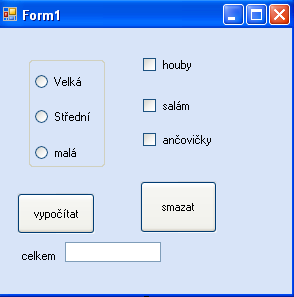 Form1
Velká
Střední
malá
houby
salám
ančovičky
vypočítat
smazat
celkem